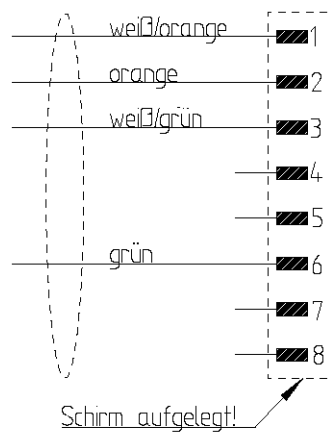 weiß/orange 1
orange 2
weiß/grün 3
4
5
grün 6
7
8
Schirm aufgelegt!